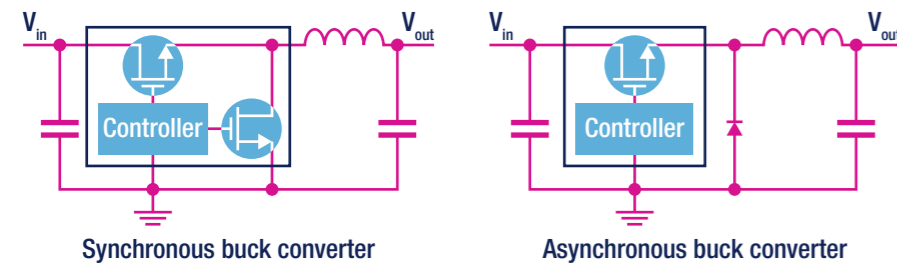 Vin
Vout
Vin
Vout
Controller
Controller
Synchronous buck converter
Asynchronous buck converter